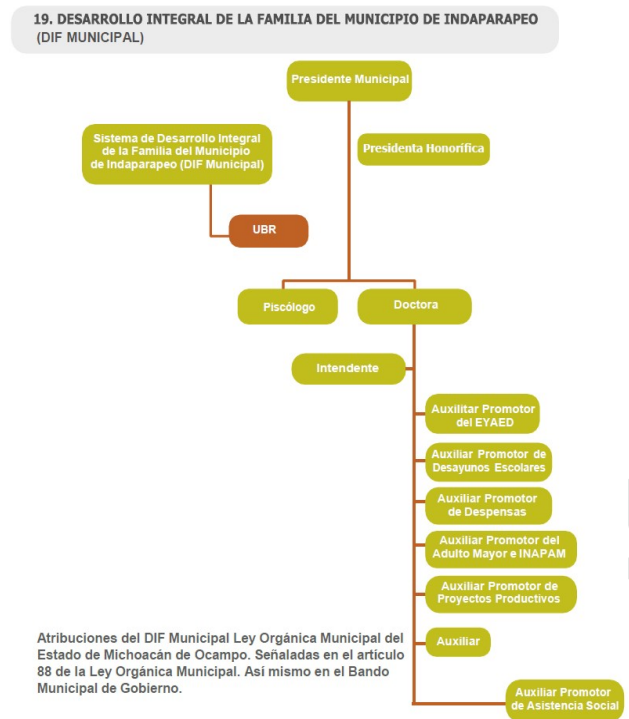 19. DESARROLLO INTEGRAL DE LA FAMILIA DEL MUNICIPIO DE INDAPARAPEO
(DIF MUNICIPAL)
Presidente Municipal
Sistema de Desarrollo Integral
de la Familia del Municipio
de Indaparapeo (DIF Municipal)
Presidenta Honorífica
UBR
Piscólogo
Doctora
Intendente
Auxilitar Promotor
del EYAED
Auxiliar Promotor de
Desayunos Escolares
Auxiliar Promotor
de Despensas
Auxiliar Promotor del
Adulto Mayor e INAPAM
Auxiliar Promotor de
Proyectos Productivos
Auxiliar
Atribuciones del DIF Municipal Ley Orgánica Municipal del
Estado de Michoacán de Ocampo. Señaladas en el artículo
88 de la Ley Orgánica Municipal. Así mismo en el Bando
Municipal de Gobierno.
Auxiliar Promotor
de Asistencia Social